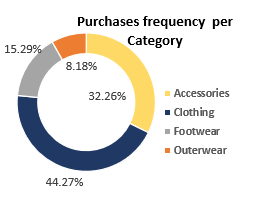 Purchases frequency per
Category
15.29%
8.18%
32.26%
44.27%
Accessories
Clothing
Footwear
Outerwear